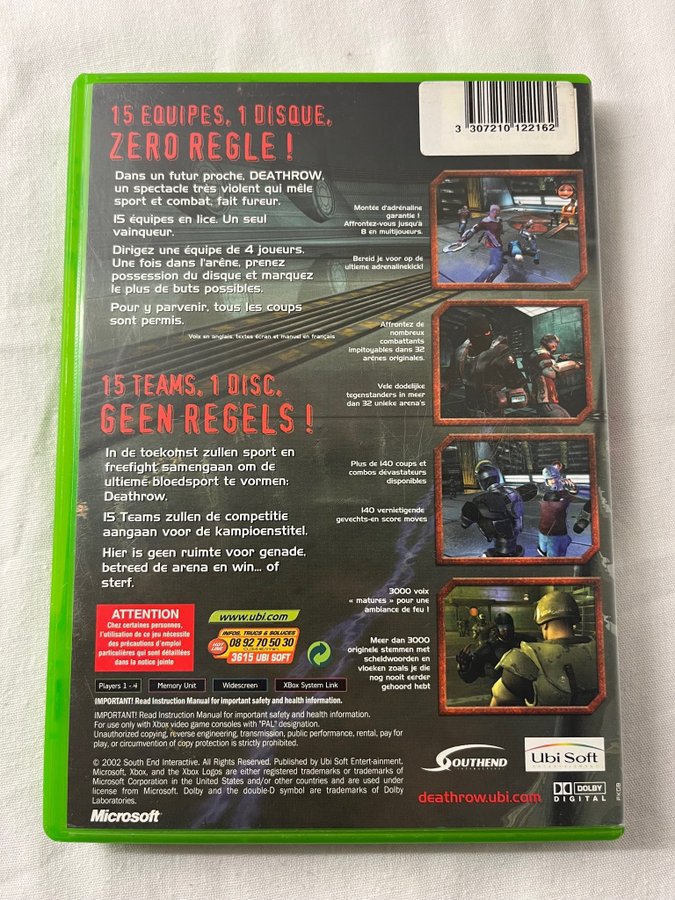 3 307210 122162
15 EQUIPES, 1 DISQUE,
ZERO REGLE !
Dans un futur proche, DEATHROW,
un spectacle très violent qui mêle
sport et combat, fait fureur.
15 équipes en lice. Un seul
vainqueur.
Dirigez une équipe de 4 joueurs.
Une fois dans l'arène, prenez
possession du disque et marquez
le plus de buts possibles.
Pour y parvenir, tous les coups
sont permis.
Voix en anglais, textes écran et manuel en français
Montée d'adrénaline
garantie !
Affrontez-vous jusqu'à
8 en multijoueurs.
Bereid je voor op de
ultieme adrenalinekick!
Affrontez de
nombreux
combattants
impitoyables dans 32
arènes originales.
Vele dodelijke
tegenstanders in meer
dan 32 unieke arena's
15 TEAMS, 1 DISC,
GEEN REGELS !
In de toekomst zullen sport en
freefight samengaan om de
ultieme bloedsport te vormen:
Deathrow.
15 Teams zullen de competitie
aangaan voor de kampioenstitel.
Hier is geen ruimte voor genade,
betreed de arena en win... of
sterf.
Plus de 140 coups et
combos dévastateurs
disponibles
140 vernietigende
gevechts-en score moves
3000 voix
« matures » pour une
ambiance de feu !
Meer dan 3000
originele stemmen met
scheldwoorden en
vloeken zoals je die
nog nooit eerder
gehoord hebt
ATTENTION
Chez certaines personnes,
l'utilisation de ce jeu nécessite
des précautions d'emploi
particulières qui sont détaillées
dans la notice jointe
www.ubi.com
INFOS, TRUCS & SOLUCES
HOT LINE
08 92 70 50 30
3615 UBI SOFT
Players 1 - 4
Memory Unit
Widescreen
XBox System Link
IMPORTANT! Read Instruction Manual for important safety and health information.
IMPORTANT! Read Instruction Manual for important safety and health information.
For use only with Xbox video game consoles with "PAL" designation.
Unauthorized copying, reverse engineering, transmission, public performance, rental, pay for
play, or circumvention of copy protection is strictly prohibited.
© 2002 South End Interactive. All Rights Reserved. Published by Ubi Soft Entert-ainment.
Microsoft, Xbox, and the Xbox Logos are either registered trademarks or trademarks of
Microsoft Corporation in the United States and/or other countries and are used under
license from Microsoft. Dolby and the double-D symbol are trademarks of Dolby
Laboratories.
Microsoft
SOUTHEND
INTERACTIVE
Ubi Soft
ENTERTAINMENT
deathrow.ubi.com
DOLBY
DIGITAL